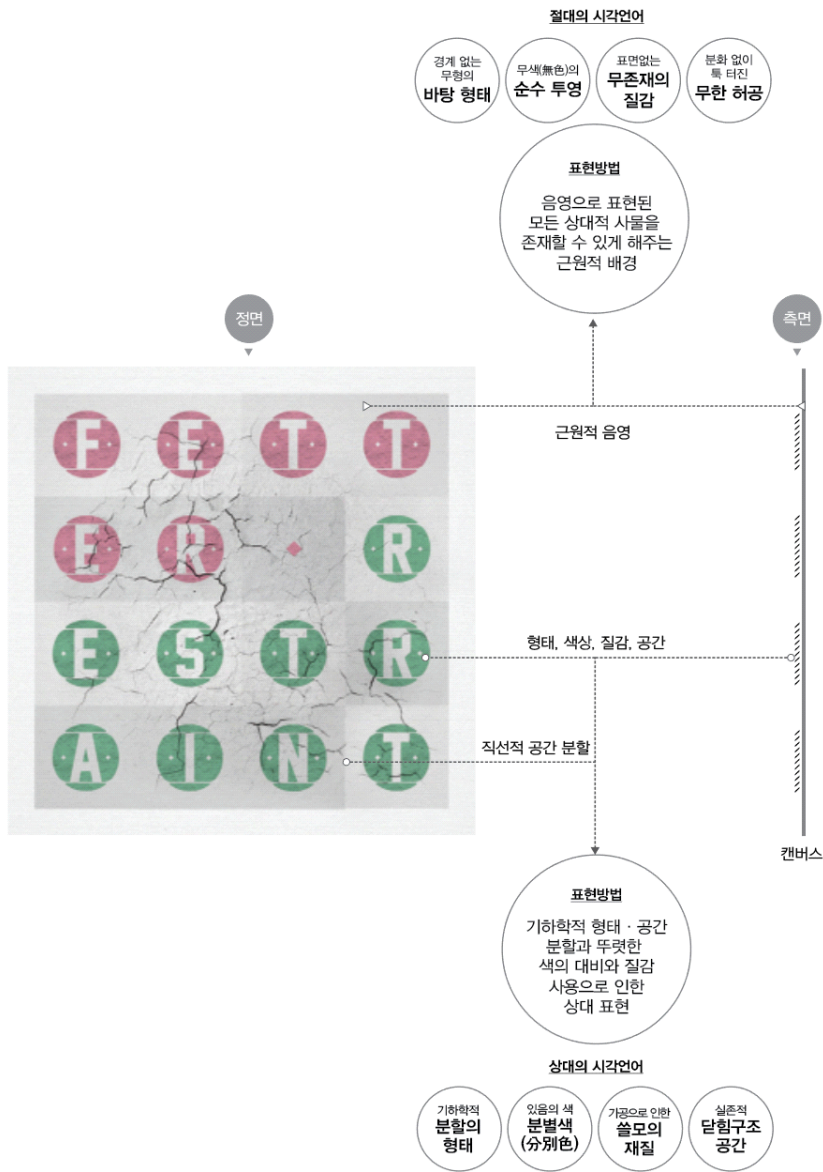 절대의 시각언어
경계 없는
무형의
바탕 형태
무색(無色)의
순수 투영
표면없는
무존재의
질감
분화 없이
툭 터진
무한 허공
표현방법
음영으로 표현된
모든 상대적 사물을
존재할 수 있게 해주는
근원적 배경
정면
측면
근원적 음영
F E T T
E R R
E S T R
A I N T
형태, 색상, 질감, 공간
직선적 공간 분할
캔버스
표현방법
기하학적 형태 · 공간
분할과 뚜렷한
색의 대비와 질감
사용으로 인한
상대 표현
상대의 시각언어
기하학적
분할의
형태
있음의 색
분별색
(分別色)
가공으로 인한
쓸모의
재질
실존적
닫힘구조
공간